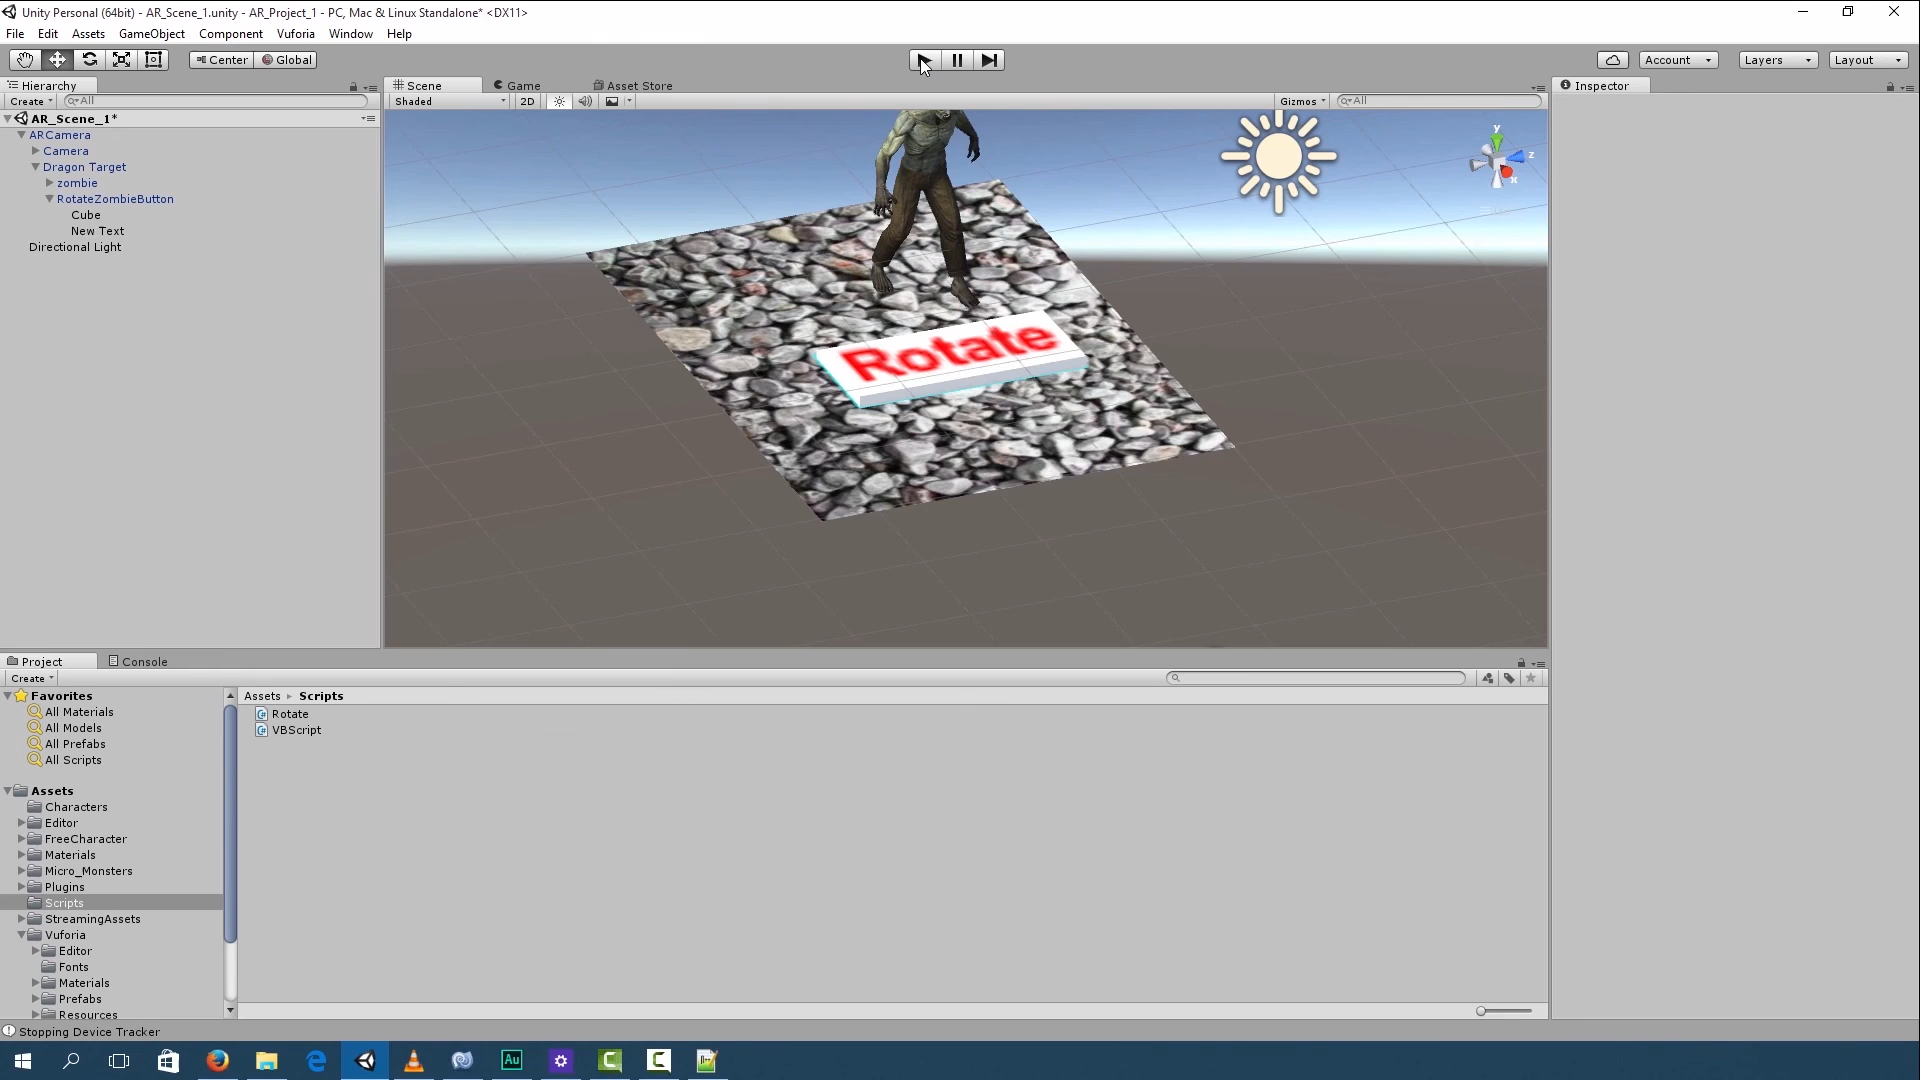 Unity Personal (64bit) - AR_Scene_1.unity - AR_Project_1 - PC, Mac & Linux Standalone* <DX11>
File Edit Assets GameObject Component Vuforia Window Help
Center Global Account Layers Layout
Hierarchy Scene Game Asset Store Inspector
Create All Shaded 2D Gizmos All
AR_Scene_1*
ARCamera
Camera
Dragon Target
zombie
RotateZombieButton
Cube
New Text
Directional Light
y
z
x
Rotate
Project Console
Create
Favorites
All Materials
All Models
All Prefabs
All Scripts
Assets
Characters
Editor
FreeCharacter
Materials
Micro_Monsters
Plugins
Scripts
StreamingAssets
Vuforia
Editor
Fonts
Materials
Prefabs
Resources
Assets Scripts
Rotate
VBScript
Stopping Device Tracker
Au